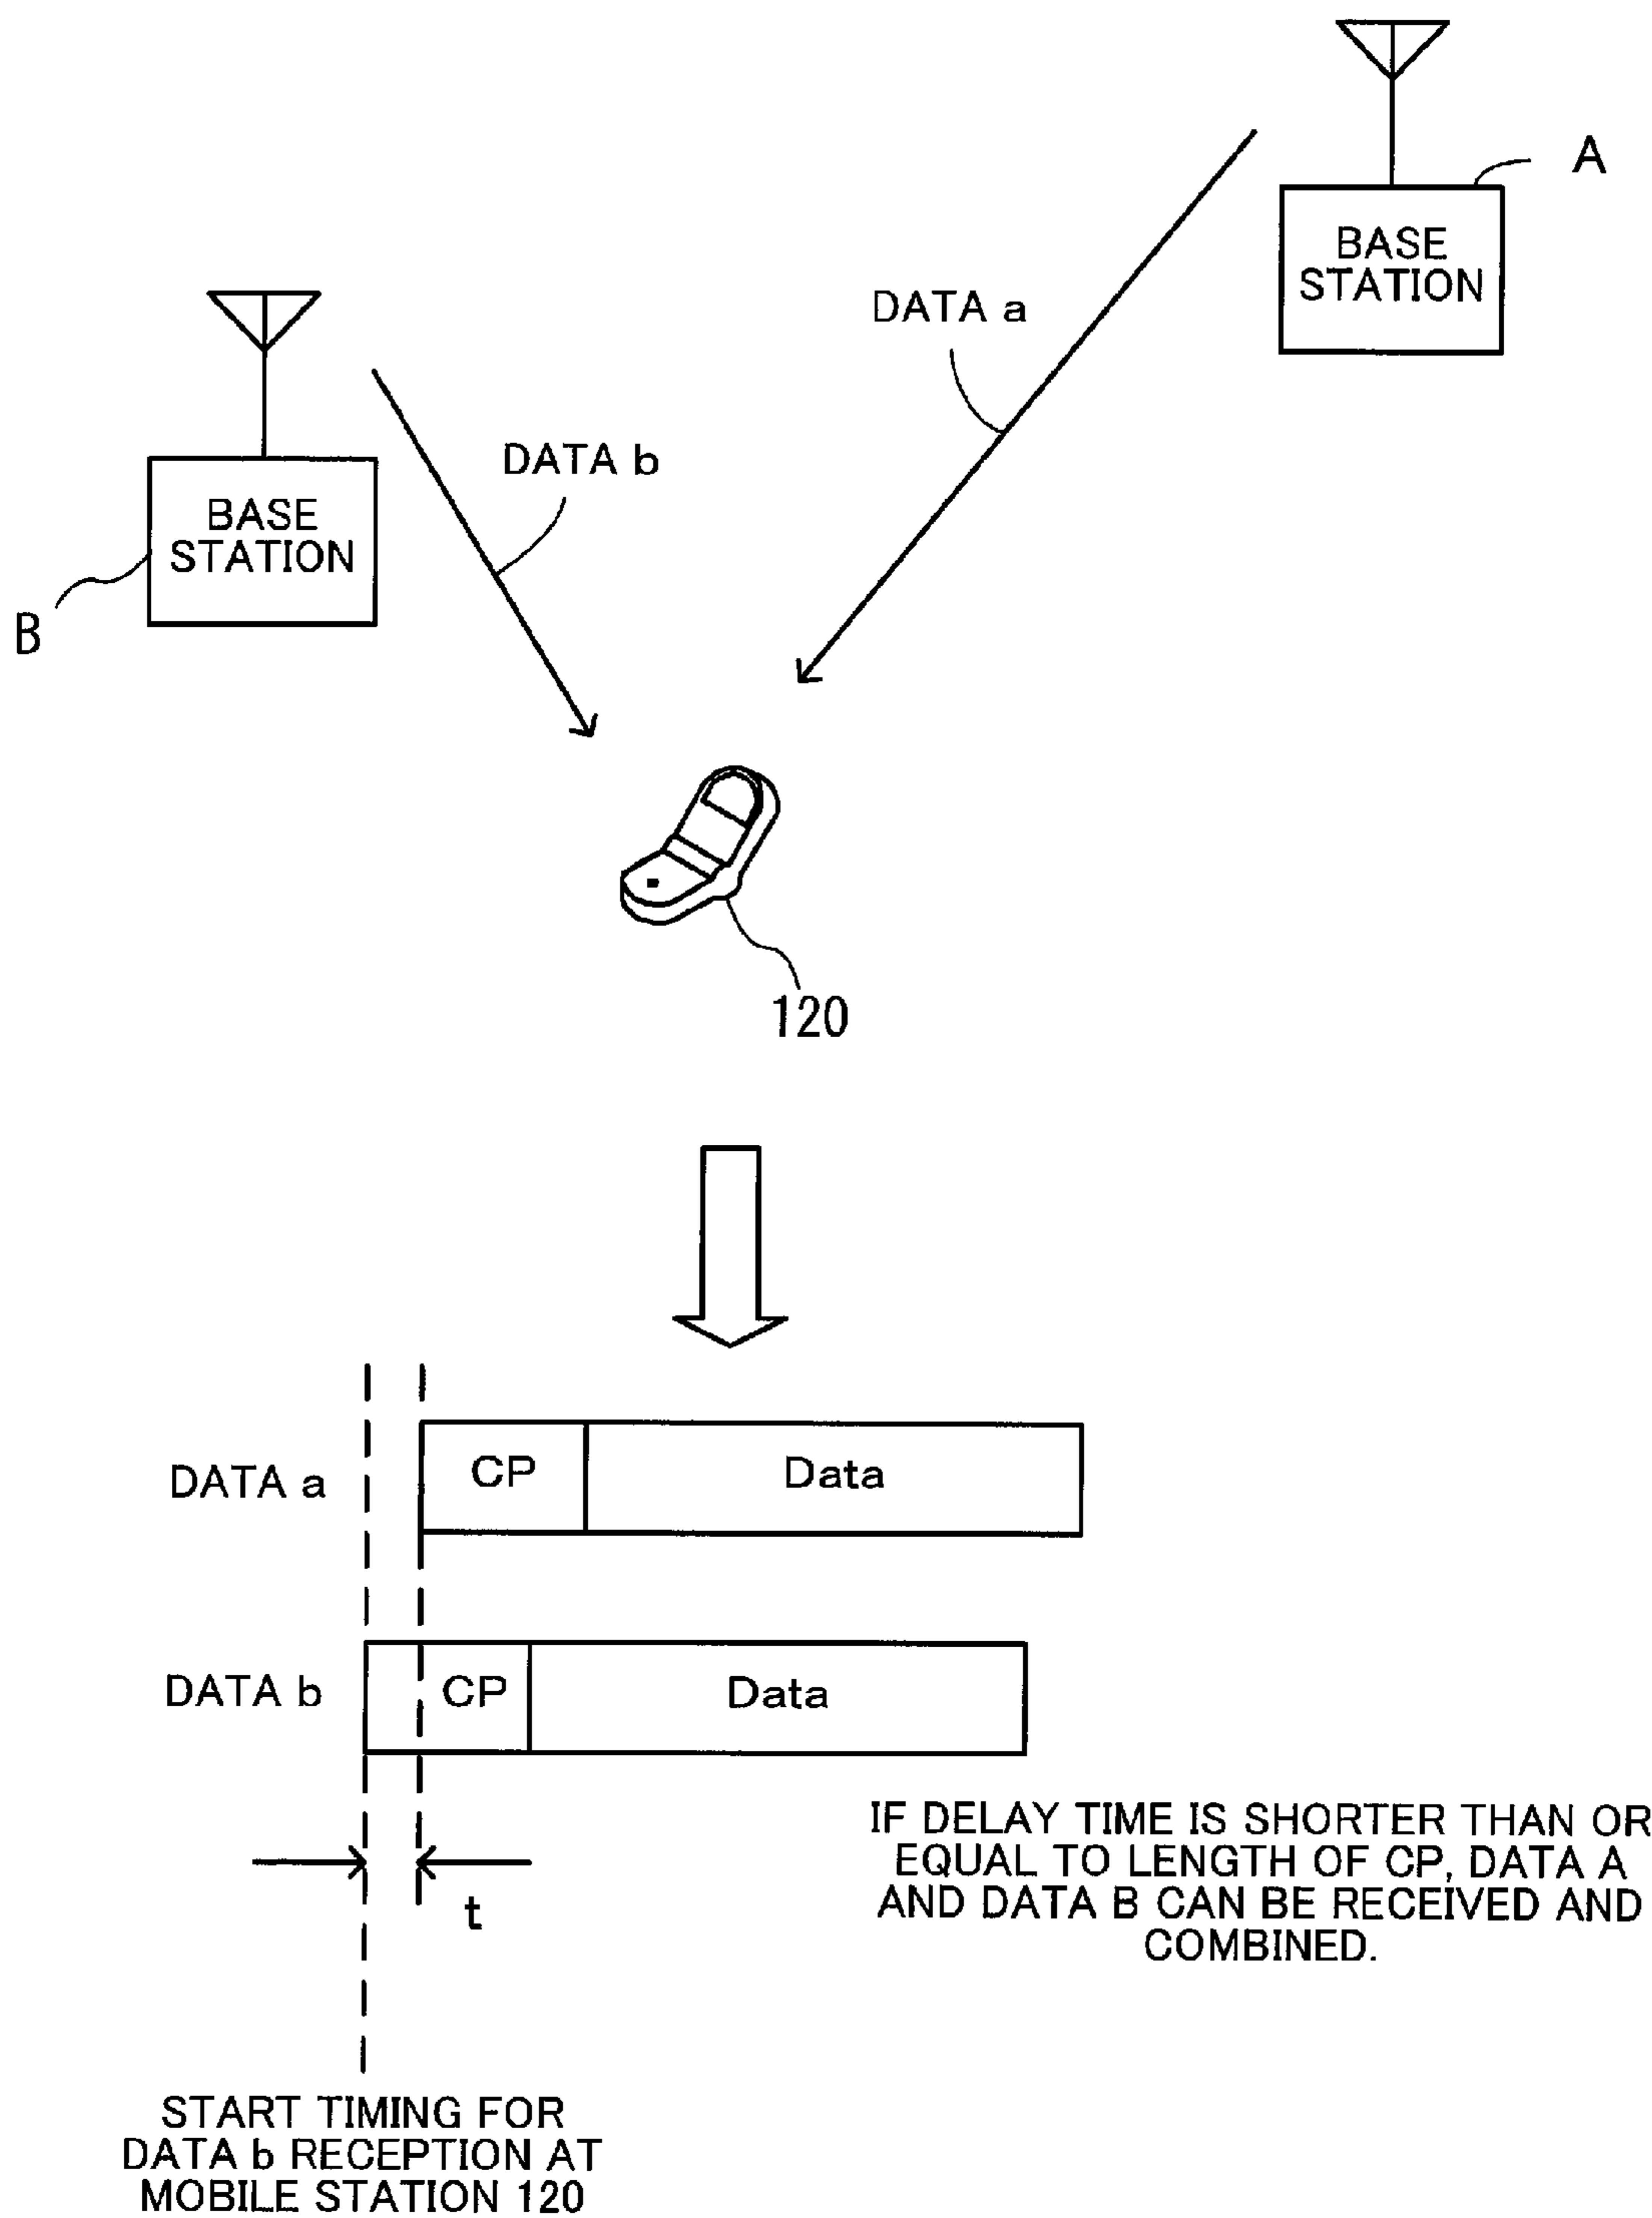 A
BASE
STATION
DATA a
DATA b
BASE
STATION
B
120
DATA a
CP
Data
DATA b
CP
Data
t
IF DELAY TIME IS SHORTER THAN OR
EQUAL TO LENGTH OF CP, DATA A
AND DATA B CAN BE RECEIVED AND
COMBINED.
START TIMING FOR
DATA b RECEPTION AT
MOBILE STATION 120